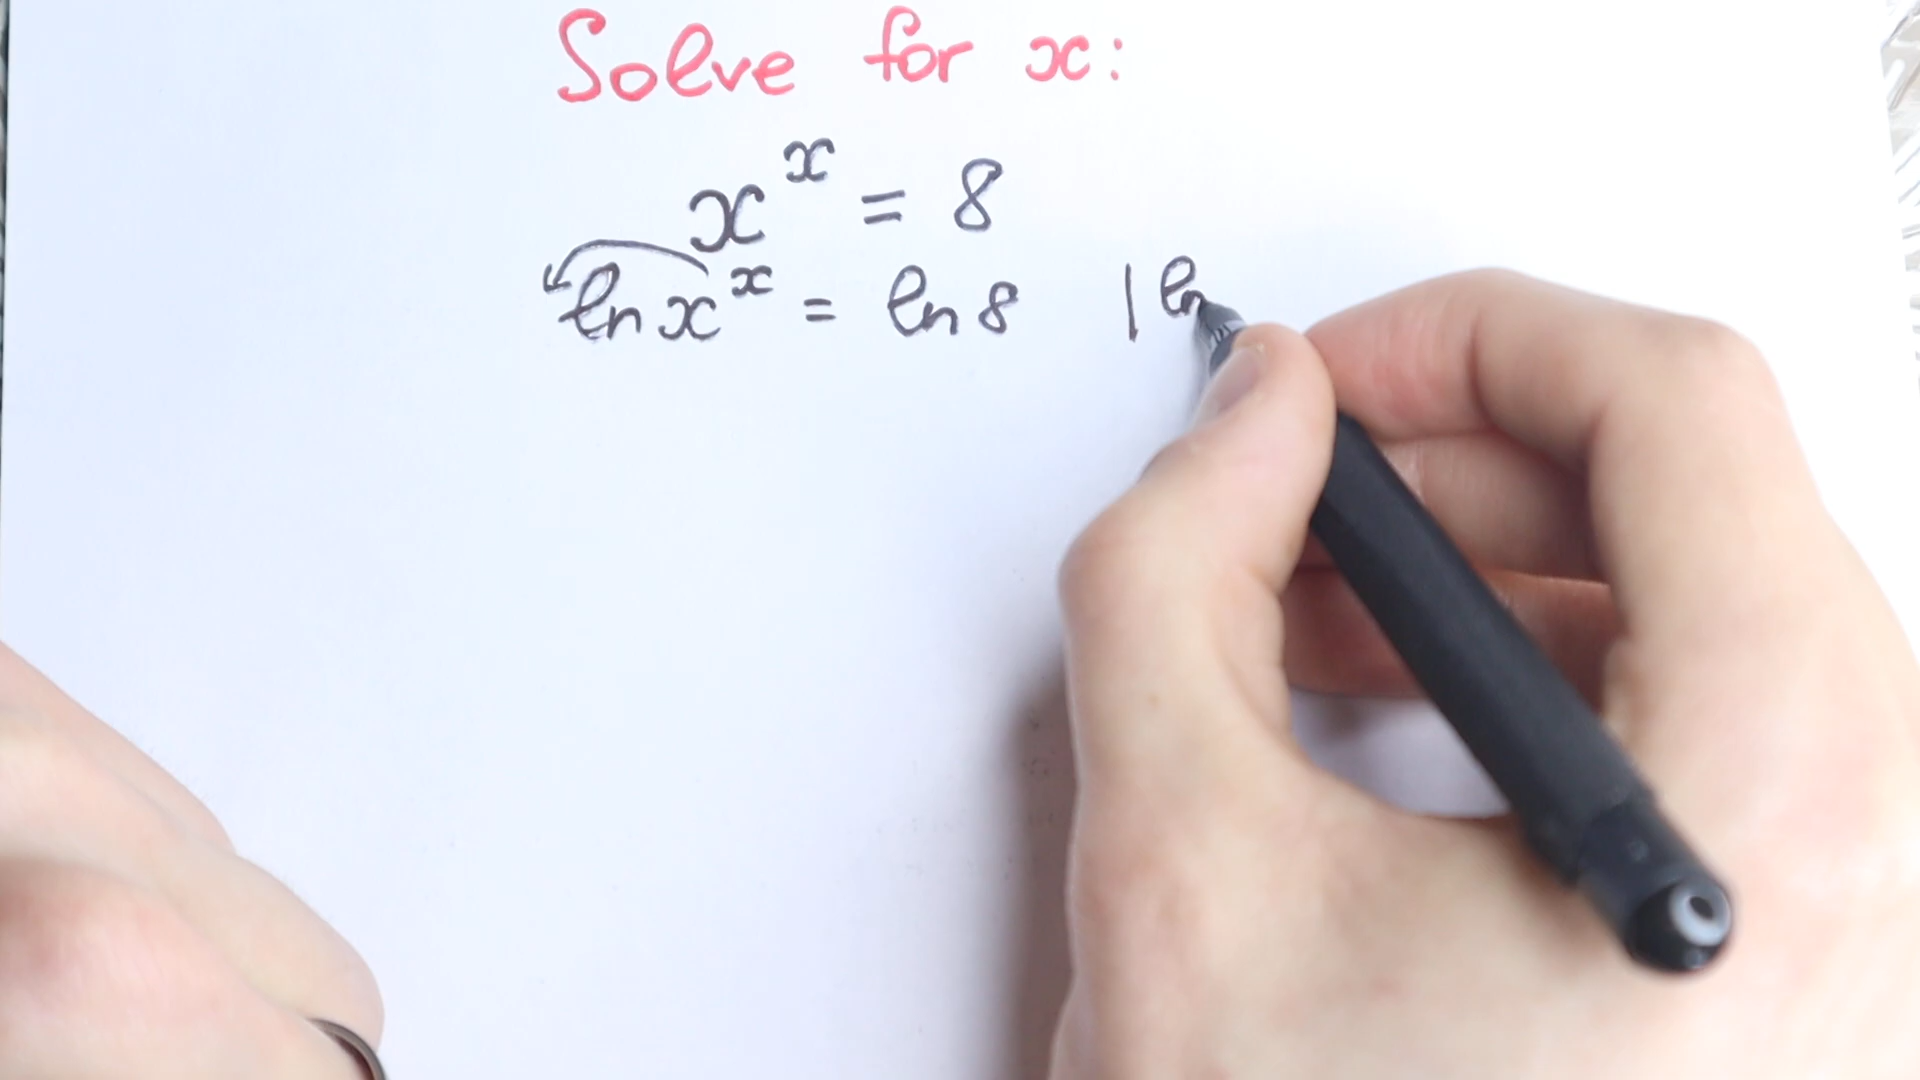 Solve for x:
x^x = 8
ln x^x = ln 8 | ln